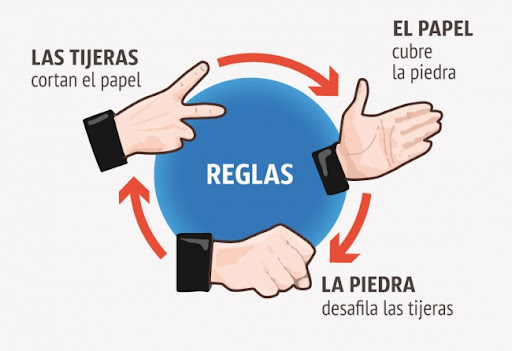 LAS TIJERAS
cortan el papel
EL PAPEL
cubre
la piedra
REGLAS
LA PIEDRA
desafila las tijeras